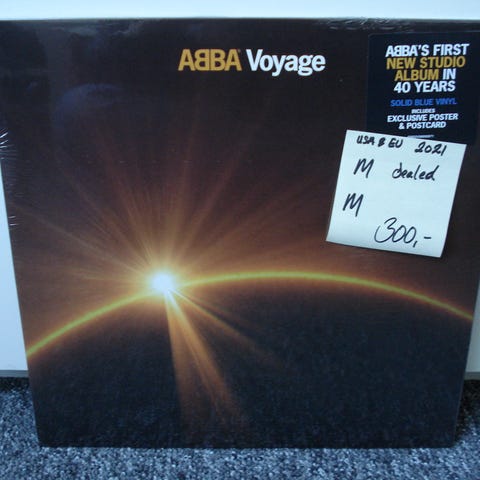 ABBA Voyage
ABBA'S FIRST
NEW STUDIO
ALBUM IN
40 YEARS
SOLID BLUE VINYL
INCLUDES
EXCLUSIVE POSTER
& POSTCARD
USA & EU 2021
M dealed
M
300,-